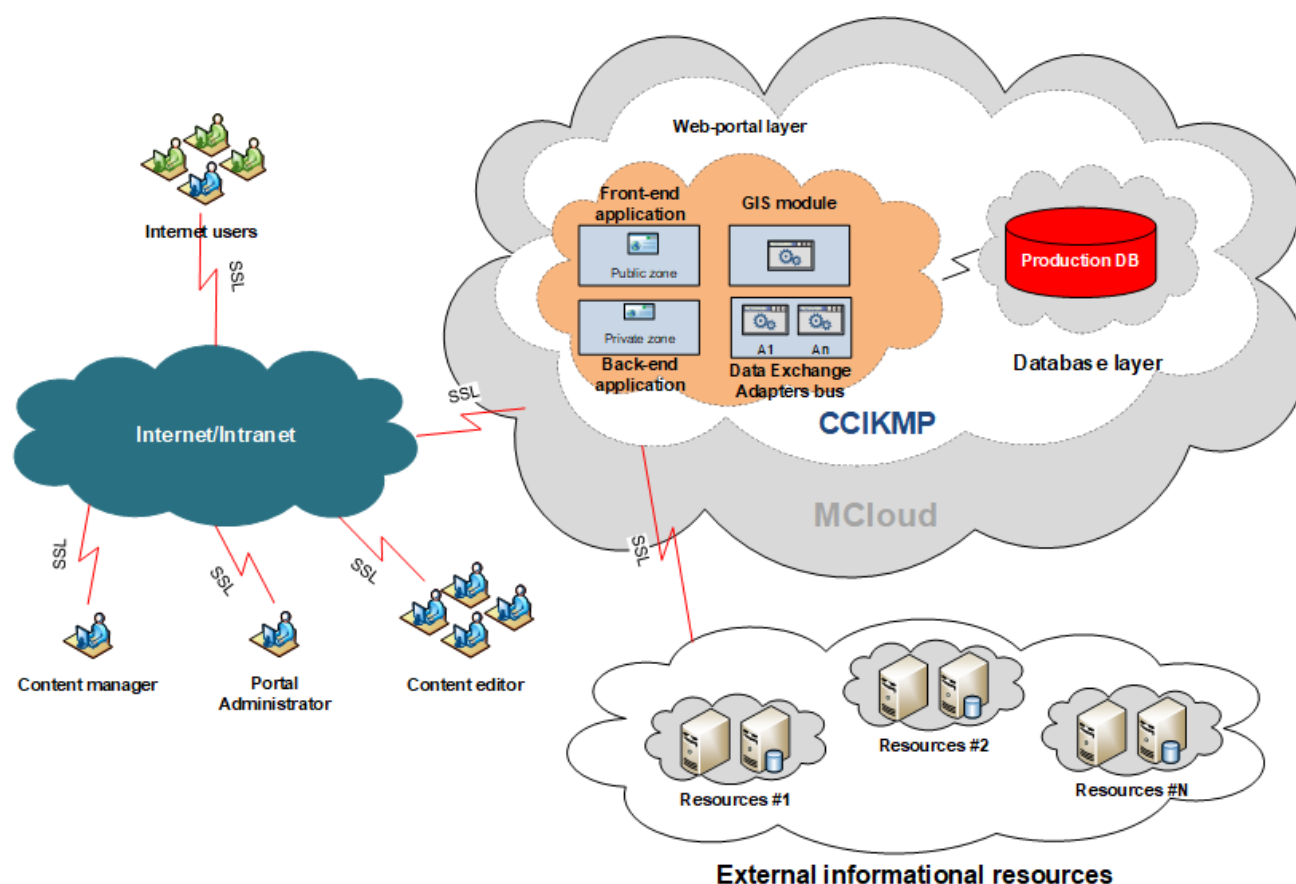 Web-portal layer
Front-end
application
GIS module
Public zone
Production DB
Internet users
SSL
Private zone
A1
An
Back-end
application
Data Exchange
Adapters bus
Database layer
SSL
CCIKMP
Internet/Intranet
MCloud
SSL
SSL
SSL
SSL
Content manager
Portal
Administrator
Content editor
Resources #1
Resources #2
Resources #N
External informational resources